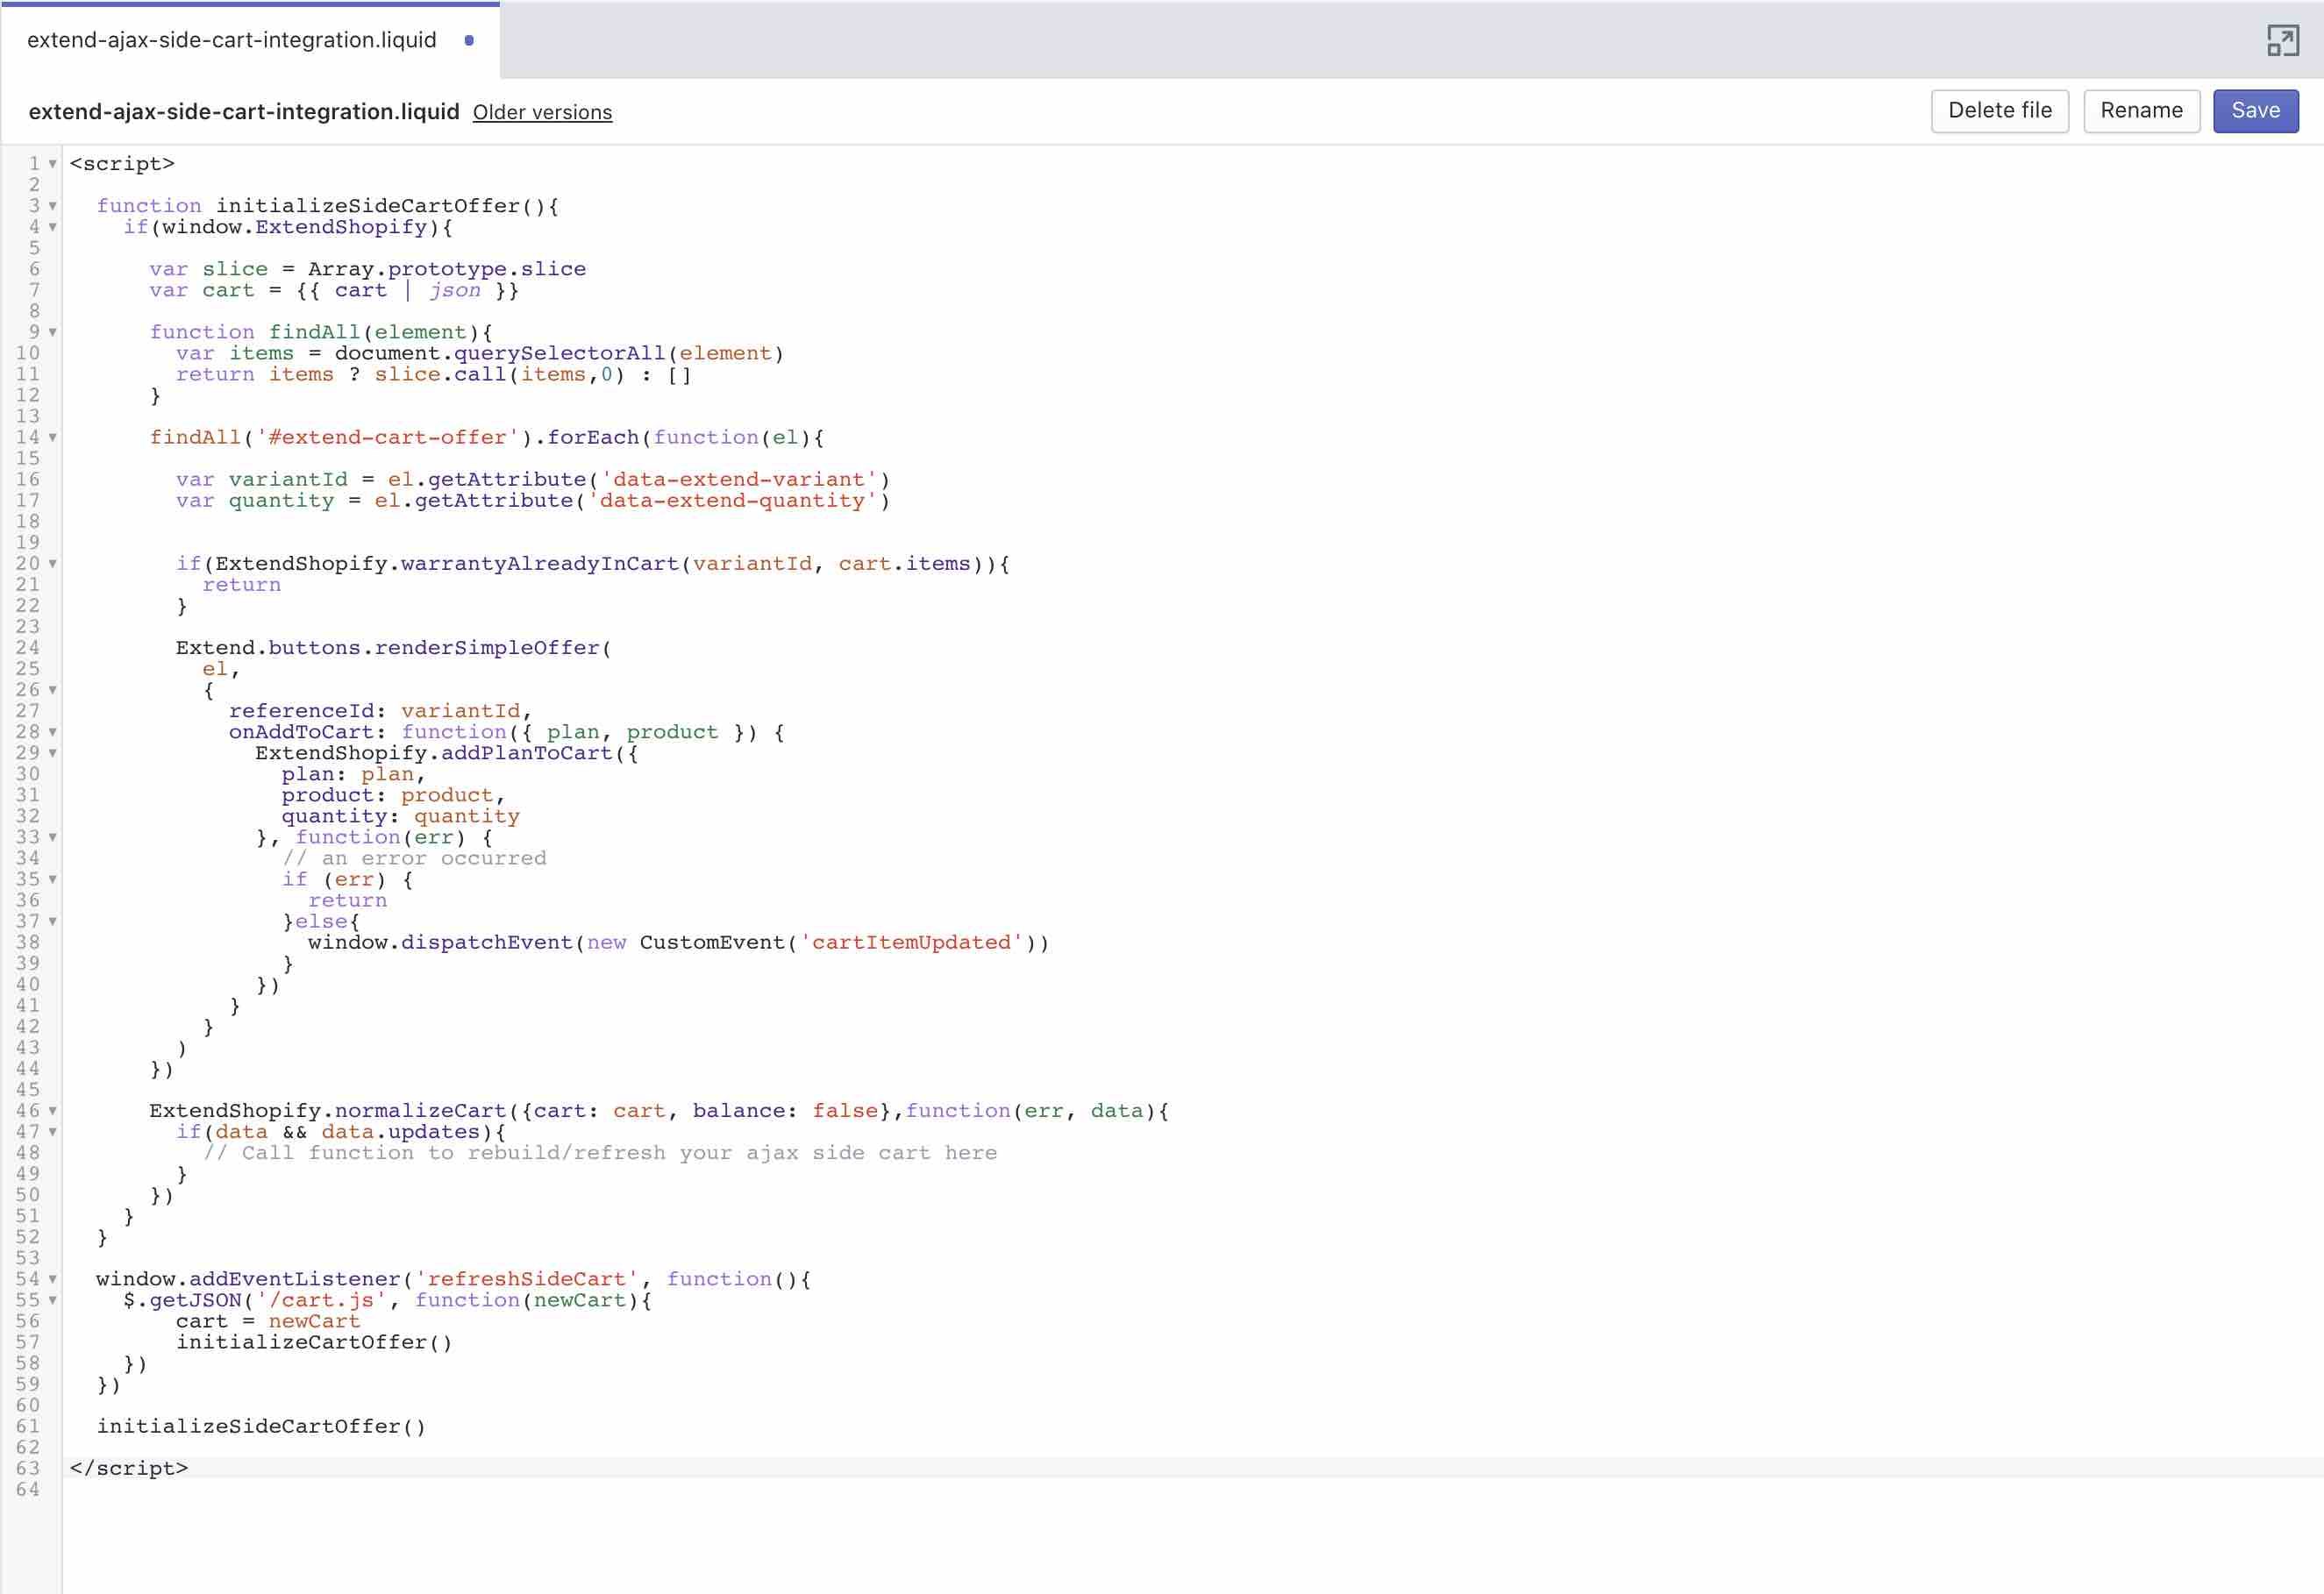 extend-ajax-side-cart-integration.liquid
extend-ajax-side-cart-integration.liquid Older versions Delete file Rename Save
1 <script>
2
3 function initializeSideCartOffer(){
4 if(window.ExtendShopify){
5
6 var slice = Array.prototype.slice
7 var cart = {{ cart | json }}
8
9 function findAll(element){
10 var items = document.querySelectorAll(element)
11 return items ? slice.call(items,0) : []
12 }
13
14 findAll('#extend-cart-offer').forEach(function(el){
15
16 var variantId = el.getAttribute('data-extend-variant')
17 var quantity = el.getAttribute('data-extend-quantity')
18
19
20 if(ExtendShopify.warrantyAlreadyInCart(variantId, cart.items)){
21 return
22 }
23
24 Extend.buttons.renderSimpleOffer(
25 el,
26 {
27 referenceId: variantId,
28 onAddToCart: function({ plan, product }) {
29 ExtendShopify.addPlanToCart({
30 plan: plan,
31 product: product,
32 quantity: quantity
33 }, function(err) {
34 // an error occurred
35 if (err) {
36 return
37 }else{
38 window.dispatchEvent(new CustomEvent('cartItemUpdated'))
39 }
40 })
41 }
42 }
43 )
44 })
45
46 ExtendShopify.normalizeCart({cart: cart, balance: false},function(err, data){
47 if(data && data.updates){
48 // Call function to rebuild/refresh your ajax side cart here
49 }
50 })
51 }
52 }
53
54 window.addEventListener('refreshSideCart', function(){
55 $.getJSON('/cart.js', function(newCart){
56 cart = newCart
57 initializeCartOffer()
58 })
59 })
60
61 initializeSideCartOffer()
62
63 </script>
64